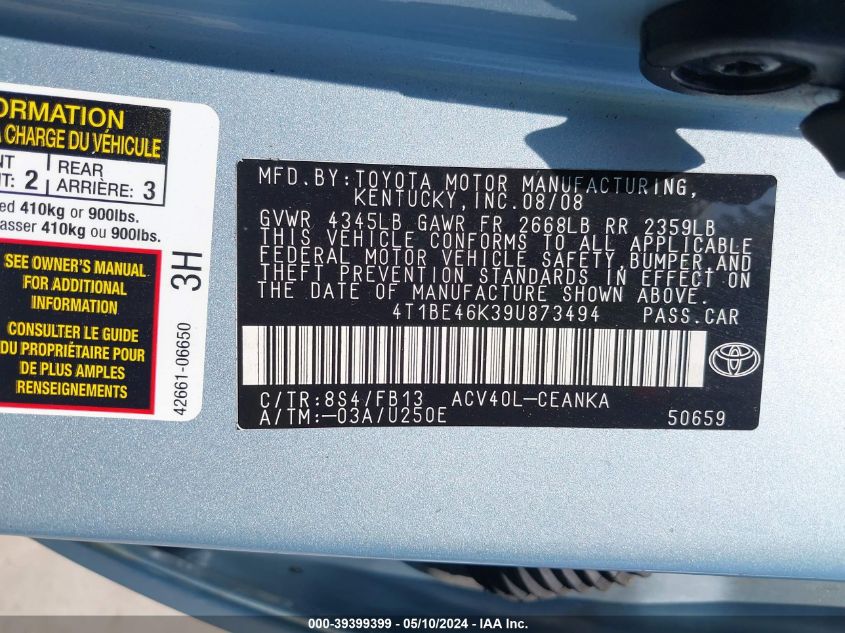 ORMATION
A CHARGE DU VÉHICULE
NT
T: 2
REAR
ARRIÈRE: 3
ed 410kg or 900lbs.
asser 410kg ou 900lbs.
SEE OWNER'S MANUAL
FOR ADDITIONAL
INFORMATION
CONSULTER LE GUIDE
DU PROPRIÉTAIRE POUR
DE PLUS AMPLES
RENSEIGNEMENTS
3H
42661-06650
MFD.BY:TOYOTA MOTOR MANUFACTURING,
KENTUCKY, INC.08/08
GVWR 4345LB GAWR FR 2668LB RR 2359LB
THIS VEHICLE CONFORMS TO ALL APPLICABLE
FEDERAL MOTOR VEHICLE SAFETY, BUMPER, AND
THEFT PREVENTION STANDARDS IN EFFECT ON
THE DATE OF MANUFACTURE SHOWN ABOVE.
4T1BE46K39U873494 PASS.CAR
C/TR:8S4/FB13 ACV40L-CEANKA
A/TM:-03A/U250E 50659
000-39399399 — 05/10/2024 — IAA Inc.